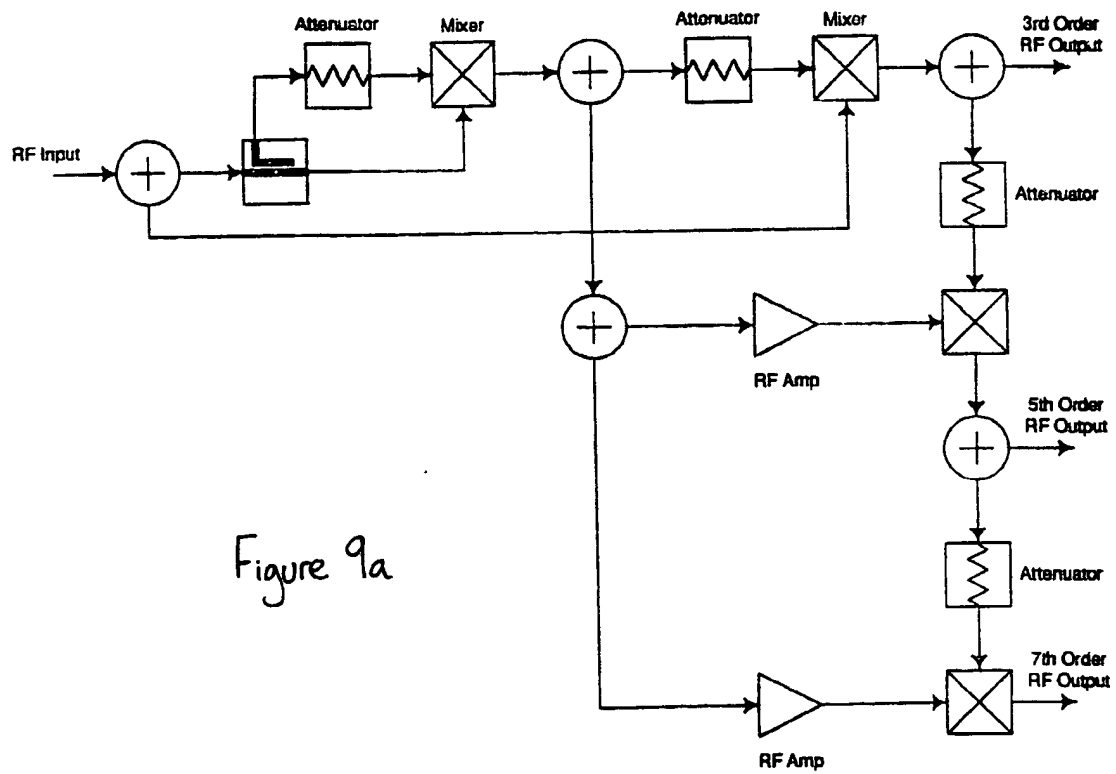 Attenuator
Mixer
Attenuator
Mixer
3rd Order
RF Output
RF Input
Attenuator
RF Amp
5th Order
RF Output
Figure 9a
Attenuator
7th Order
RF Output
RF Amp